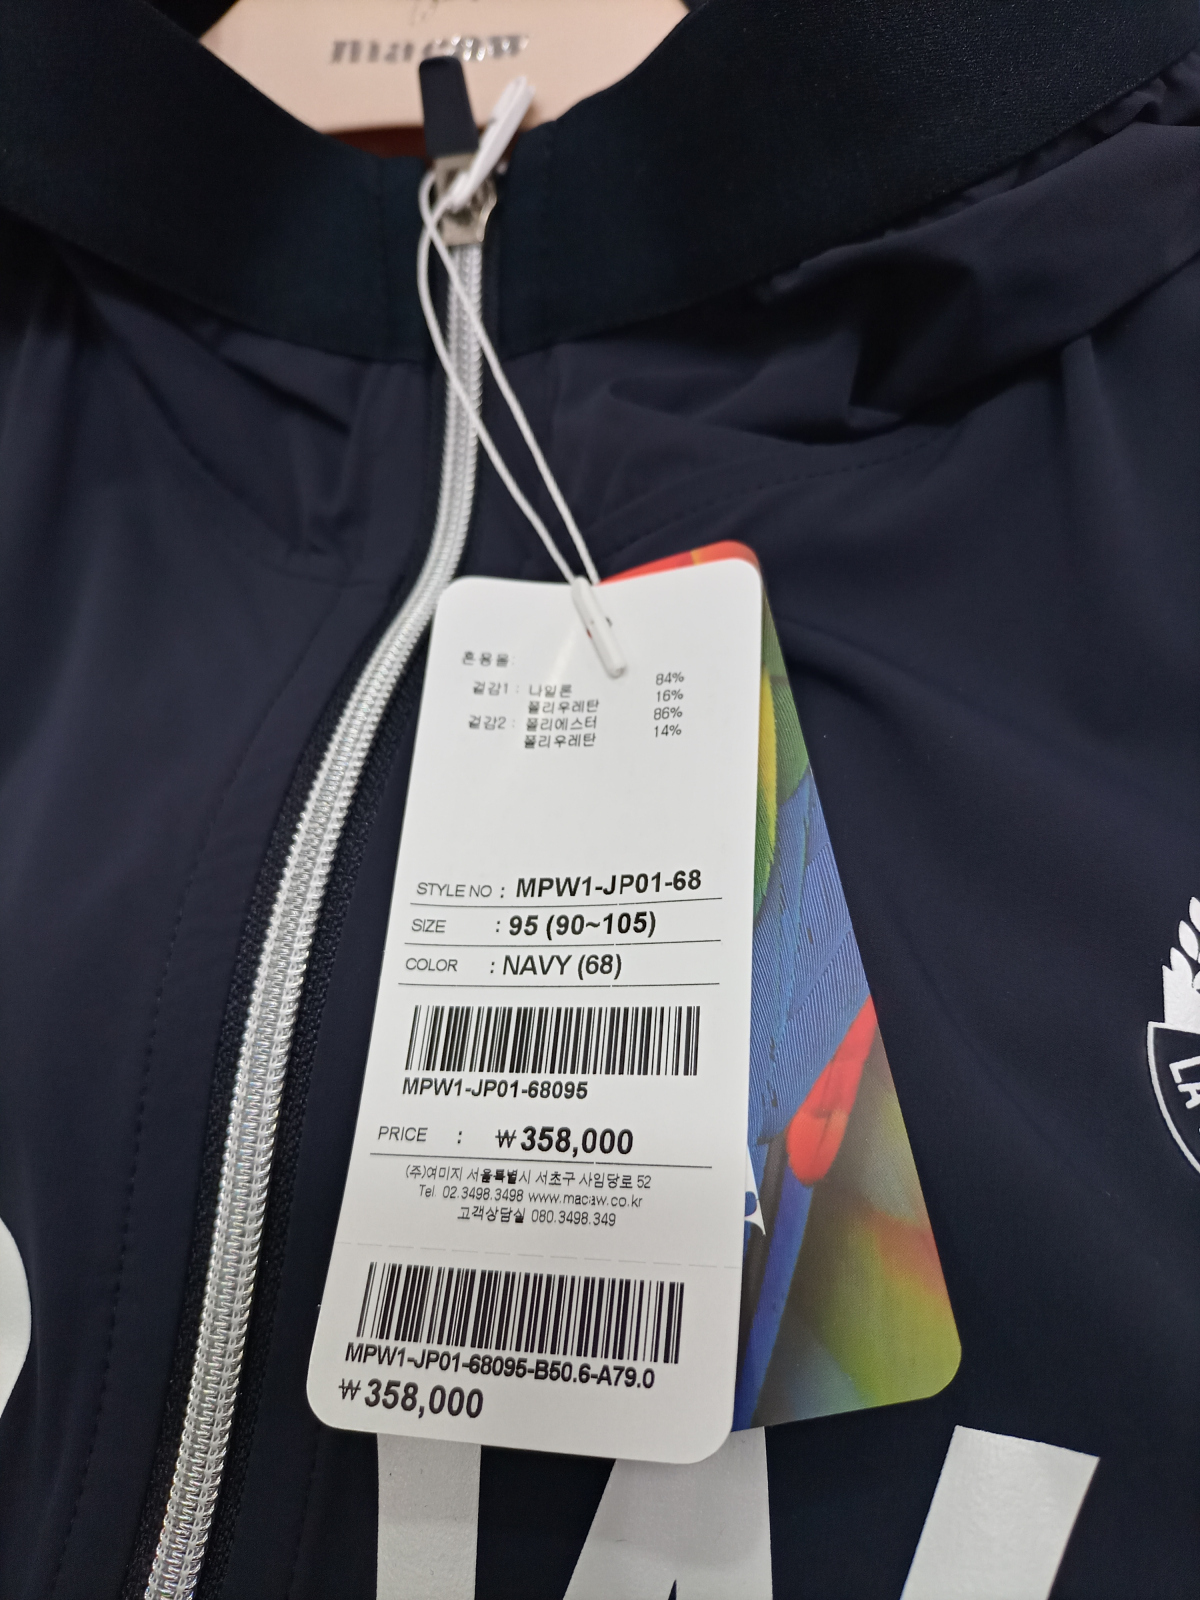 macaw
혼용율:
겉감1 : 나일론 84%
폴리우레탄 16%
겉감2 : 폴리에스터 86%
폴리우레탄 14%
STYLE NO : MPW1-JP01-68
SIZE : 95 (90~105)
COLOR : NAVY (68)
MPW1-JP01-68095
PRICE : ₩358,000
(주)여미지 서울특별시 서초구 사임당로 52
Tel. 02.3498.3498 www.macaw.co.kr
고객상담실 080.3498.349
MPW1-JP01-68095-B50.6-A79.0
₩358,000
LA